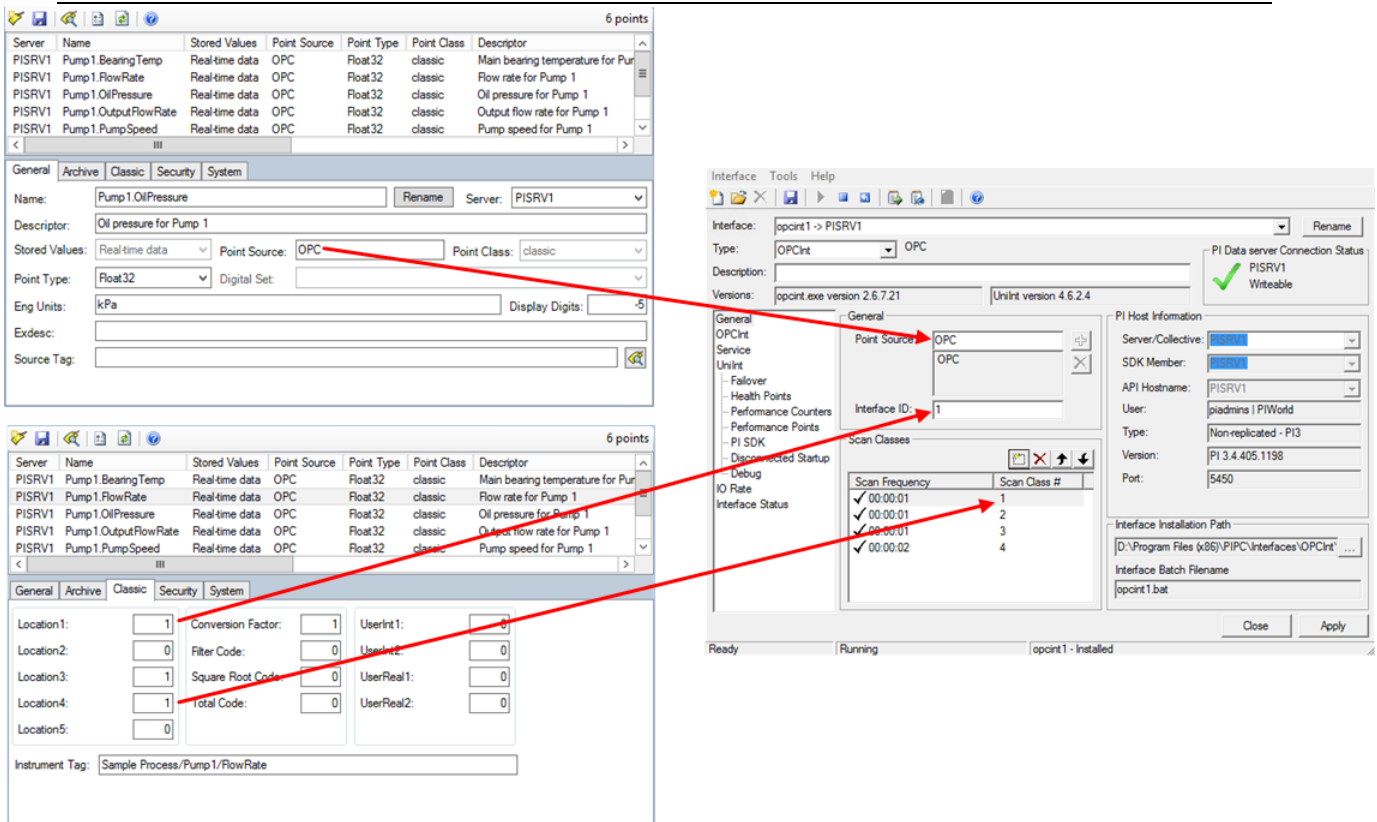 6 points
Server Name Stored Values Point Source Point Type Point Class Descriptor
PISRV1 Pump1.BearingTemp Real-time data OPC Float32 classic Main bearing temperature for Pur
PISRV1 Pump1.FlowRate Real-time data OPC Float32 classic Flow rate for Pump 1
PISRV1 Pump1.OilPressure Real-time data OPC Float32 classic Oil pressure for Pump 1
PISRV1 Pump1.OutputFlowRate Real-time data OPC Float32 classic Output flow rate for Pump 1
PISRV1 Pump1.PumpSpeed Real-time data OPC Float32 classic Pump speed for Pump 1
General Archive Classic Security System
Name: Pump1.OilPressure Rename Server: PISRV1
Descriptor: Oil pressure for Pump 1
Stored Values: Real-time data Point Source: OPC Point Class: classic
Point Type: Float32 Digital Set:
Eng Units: kPa Display Digits: -5
Exdesc:
Source Tag:
6 points
Server Name Stored Values Point Source Point Type Point Class Descriptor
PISRV1 Pump1.BearingTemp Real-time data OPC Float32 classic Main bearing temperature for Pur
PISRV1 Pump1.FlowRate Real-time data OPC Float32 classic Flow rate for Pump 1
PISRV1 Pump1.OilPressure Real-time data OPC Float32 classic Oil pressure for Pump 1
PISRV1 Pump1.OutputFlowRate Real-time data OPC Float32 classic Output flow rate for Pump 1
PISRV1 Pump1.PumpSpeed Real-time data OPC Float32 classic Pump speed for Pump 1
General Archive Classic Security System
Location1: 1 Conversion Factor: 1 UserInt1: 0
Location2: 0 Filter Code: 0 UserInt2: 0
Location3: 1 Square Root Code: 0 UserReal1: 0
Location4: 1 Total Code: 0 UserReal2: 0
Location5: 0
Instrument Tag: Sample Process/Pump1/FlowRate
Interface Tools Help
Interface: opcint1 -> PISRV1 Rename
Type: OPCInt OPC
Description:
Versions: opcint.exe version 2.6.7.21 UniInt version 4.6.2.4
PI Data server Connection Status
PISRV1
Writeable
General
OPCInt
Service
UniInt
Failover
Health Points
Performance Counters
Performance Points
PI SDK
Disconnected Startup
Debug
IO Rate
Interface Status
General
Point Source: OPC
OPC
Interface ID: 1
Scan Classes
Scan Frequency Scan Class #
00:00:01 1
00:00:01 2
00:00:01 3
00:00:02 4
PI Host Information
Server/Collective: PISRV1
SDK Member: PISRV1
API Hostname: PISRV1
User: piadmins | PIWorld
Type: Non-replicated - PI3
Version: PI 3.4.405.1198
Port: 5450
Interface Installation Path
D:\Program Files (x86)\PIPC\Interfaces\OPCInt\ ...
Interface Batch Filename
opcint1.bat
Close Apply
Ready Running opcint1 - Installed